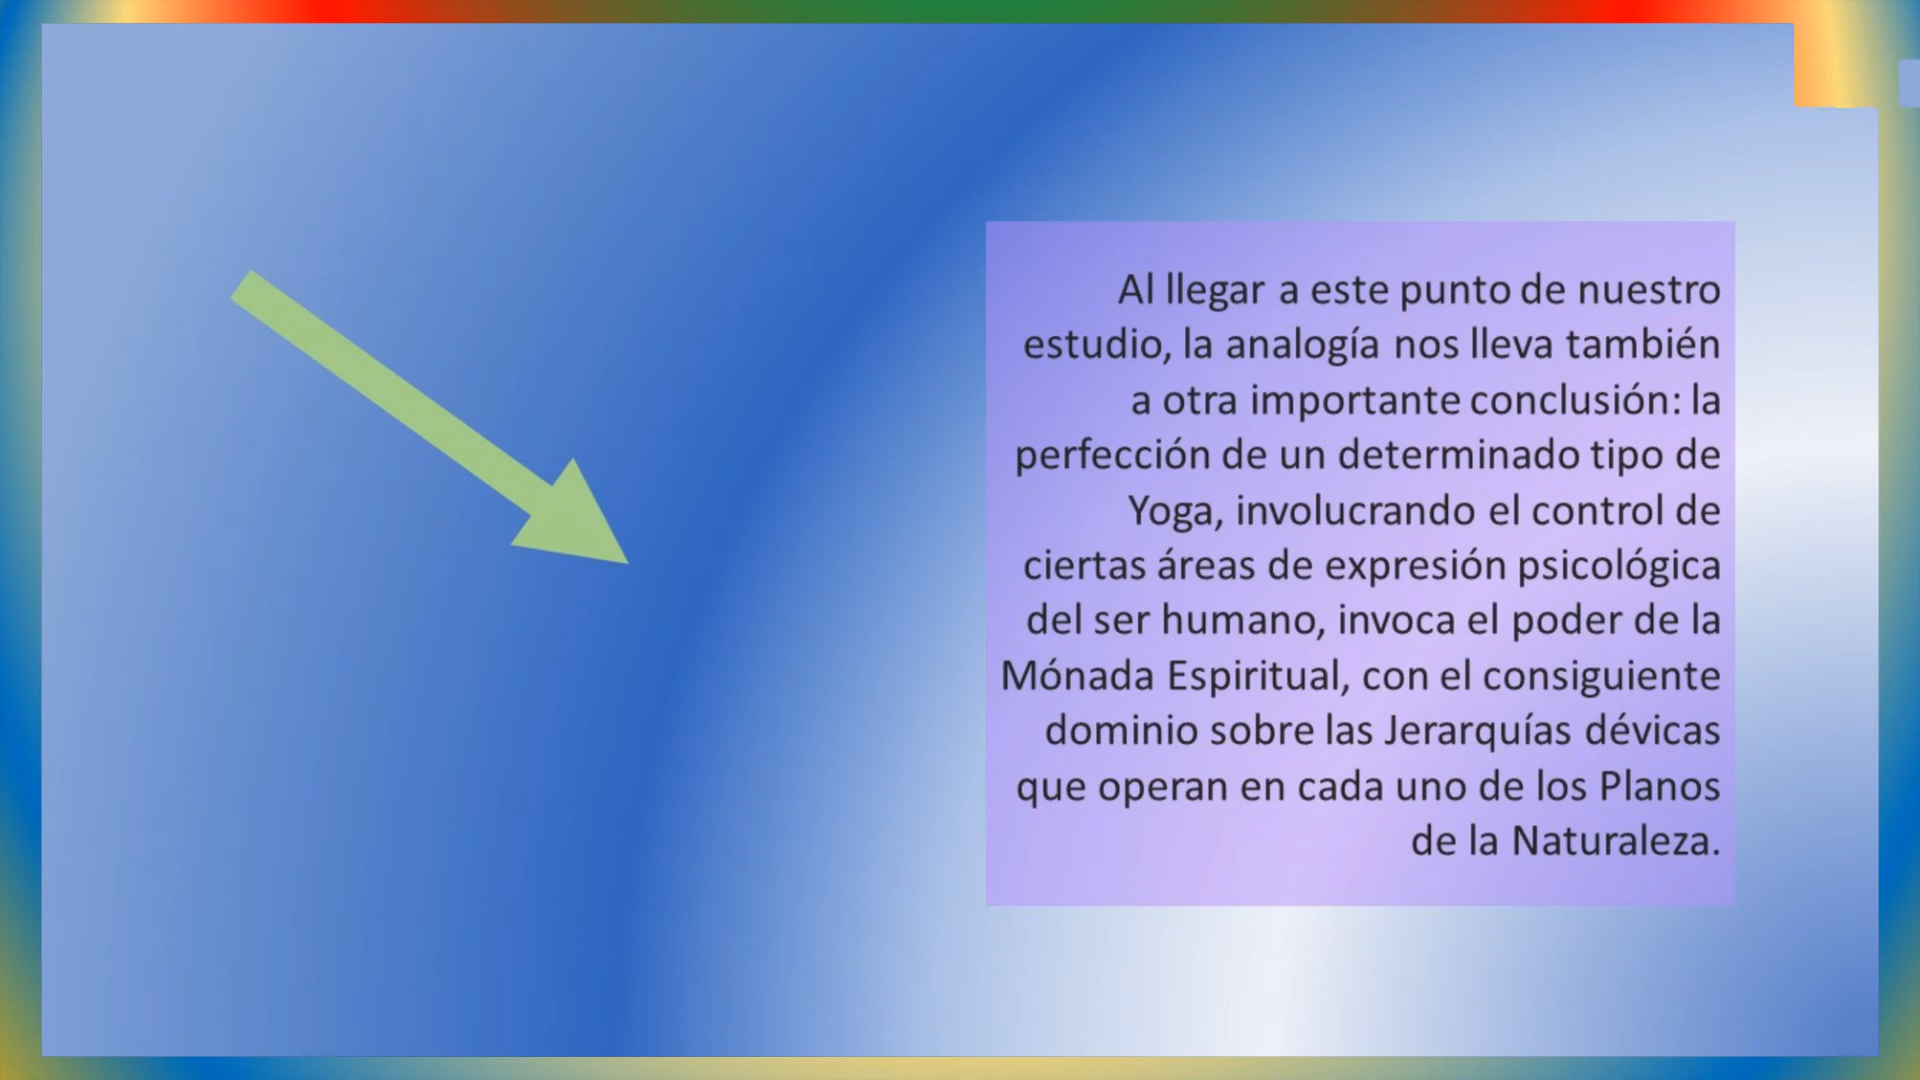 Al llegar a este punto de nuestro
estudio, la analogía nos lleva también
a otra importante conclusión: la
perfección de un determinado tipo de
Yoga, involucrando el control de
ciertas áreas de expresión psicológica
del ser humano, invoca el poder de la
Mónada Espiritual, con el consiguiente
dominio sobre las Jerarquías dévicas
que operan en cada uno de los Planos
de la Naturaleza.